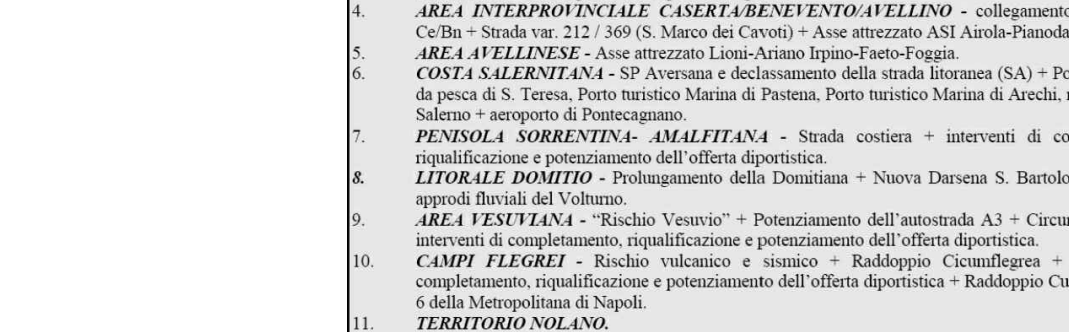 4. AREA INTERPROVINCIALE CASERTA/BENEVENTO/AVELLINO - collegamento
Ce/Bn + Strada var. 212 / 369 (S. Marco dei Cavoti) + Asse attrezzato ASI Airola-Pianoda
5. AREA AVELLINESE - Asse attrezzato Lioni-Ariano Irpino-Faeto-Foggia.
6. COSTA SALERNITANA - SP Aversana e declassamento della strada litoranea (SA) + Po
da pesca di S. Teresa, Porto turistico Marina di Pastena, Porto turistico Marina di Arechi,
Salerno + aeroporto di Pontecagnano.
7. PENISOLA SORRENTINA- AMALFITANA - Strada costiera + interventi di co
riqualificazione e potenziamento dell'offerta diportistica.
8. LITORALE DOMITIO - Prolungamento della Domitiana + Nuova Darsena S. Bartolo
approdi fluviali del Volturno.
9. AREA VESUVIANA - “Rischio Vesuvio” + Potenziamento dell'autostrada A3 + Circu
interventi di completamento, riqualificazione e potenziamento dell'offerta diportistica.
10. CAMPI FLEGREI - Rischio vulcanico e sismico + Raddoppio Cicumflegrea +
completamento, riqualificazione e potenziamento dell'offerta diportistica + Raddoppio Cu
6 della Metropolitana di Napoli.
11. TERRITORIO NOLANO.